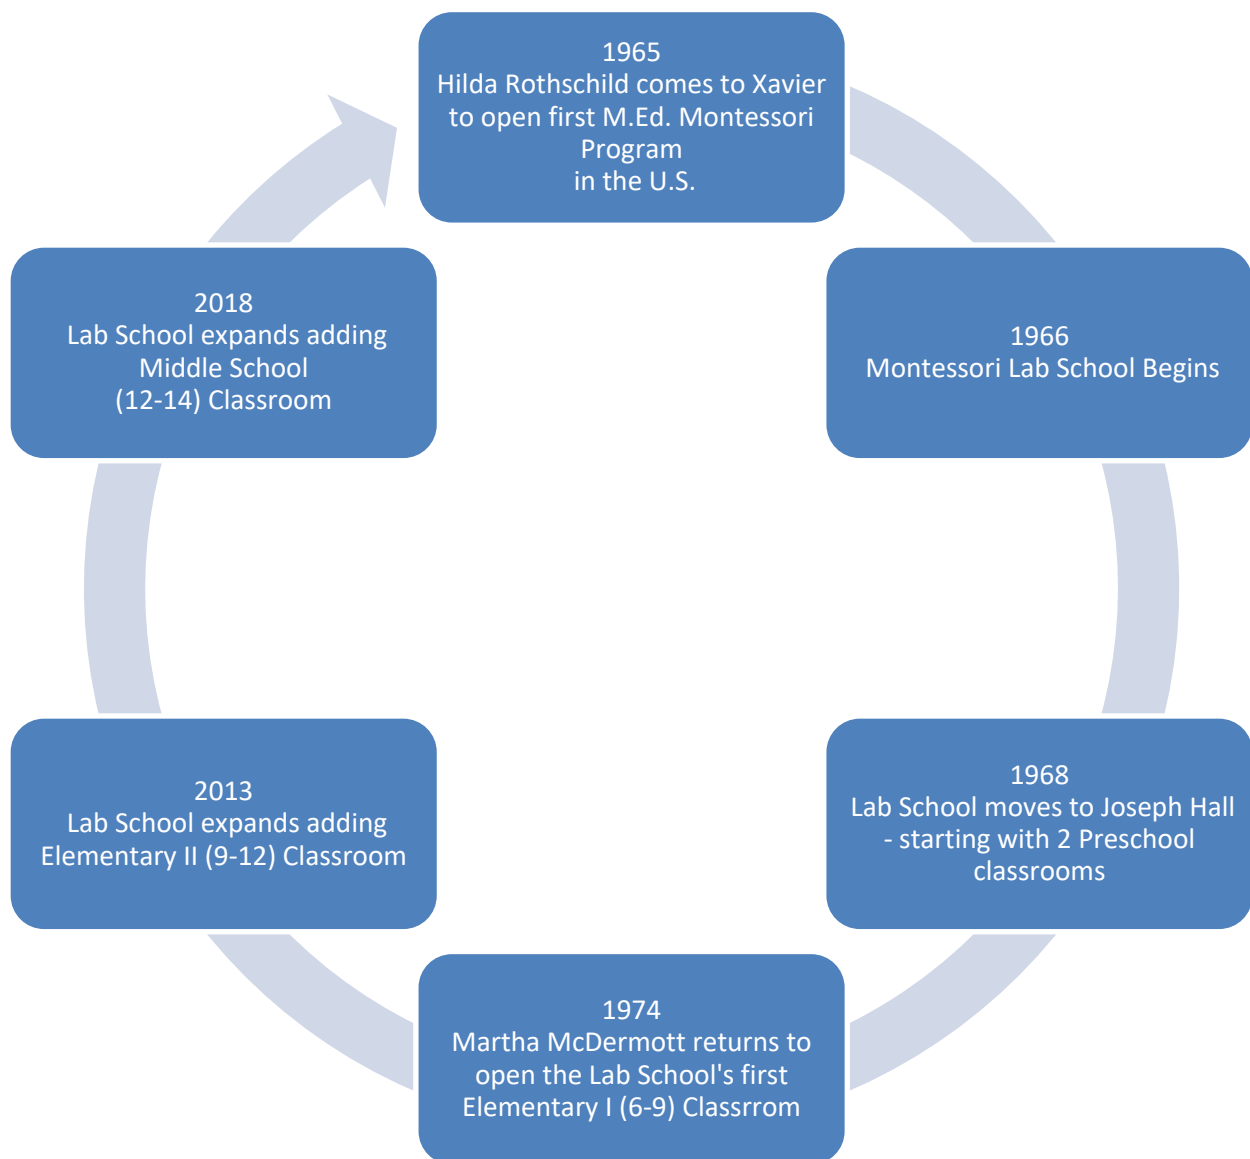 1965
Hilda Rothschild comes to Xavier
to open first M.Ed. Montessori
Program
in the U.S.
1966
Montessori Lab School Begins
1968
Lab School moves to Joseph Hall
- starting with 2 Preschool
classrooms
1974
Martha McDermott returns to
open the Lab School's first
Elementary I (6-9) Classrrom
2013
Lab School expands adding
Elementary II (9-12) Classroom
2018
Lab School expands adding
Middle School
(12-14) Classroom